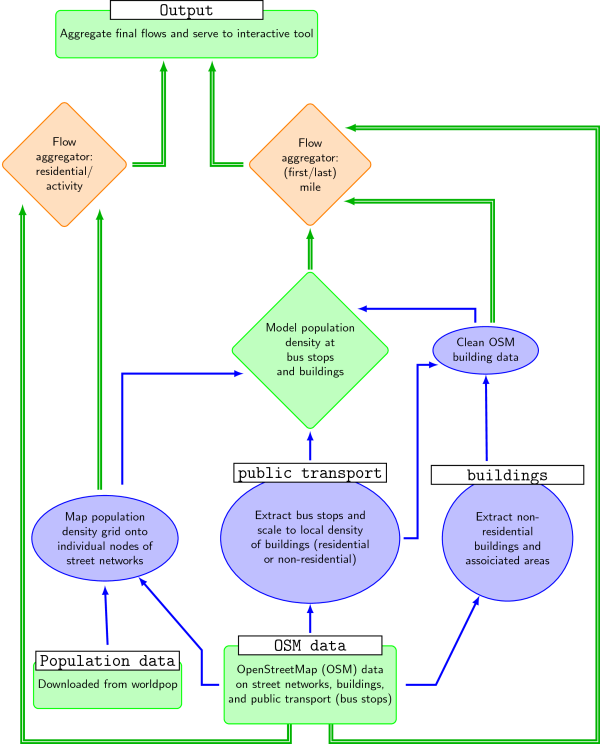 Output
Aggregate final flows and serve to interactive tool
Flow
aggregator:
residential/
activity
Flow
aggregator:
(first/last)
mile
Model population
density at
bus stops
and buildings
Clean OSM
building data
public transport
Extract bus stops and
scale to local density
of buildings (residential
or non-residential)
buildings
Extract non-
residential
buildings and
assoiciated areas
Map population
density grid onto
individual nodes of
street networks
Population data
Downloaded from worldpop
OSM data
OpenStreetMap (OSM) data
on street networks, buildings,
and public transport (bus stops)